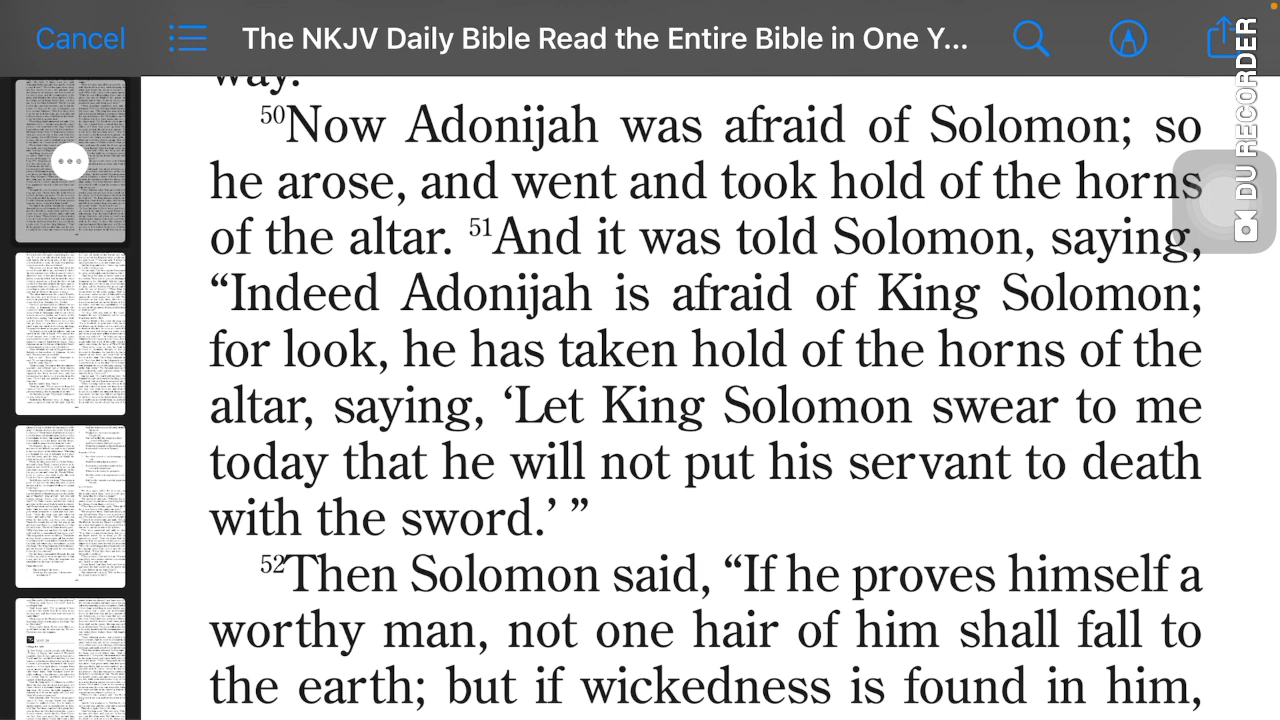 Cancel
The NKJV Daily Bible Read the Entire Bible in One Y...
DU RECORDER
way.
50Now Adonijah was afraid of Solomon; so
he arose, and went and took hold of the horns
of the altar. 51And it was told Solomon, saying,
“Indeed Adonijah is afraid of King Solomon;
for look, he has taken hold of the horns of the
altar, saying, ‘Let King Solomon swear to me
today that he will not put his servant to death
with the sword.’ ”
52Then Solomon said, “If he proves himself a
worthy man, not one hair of him shall fall to
the earth; but if wickedness is found in him,